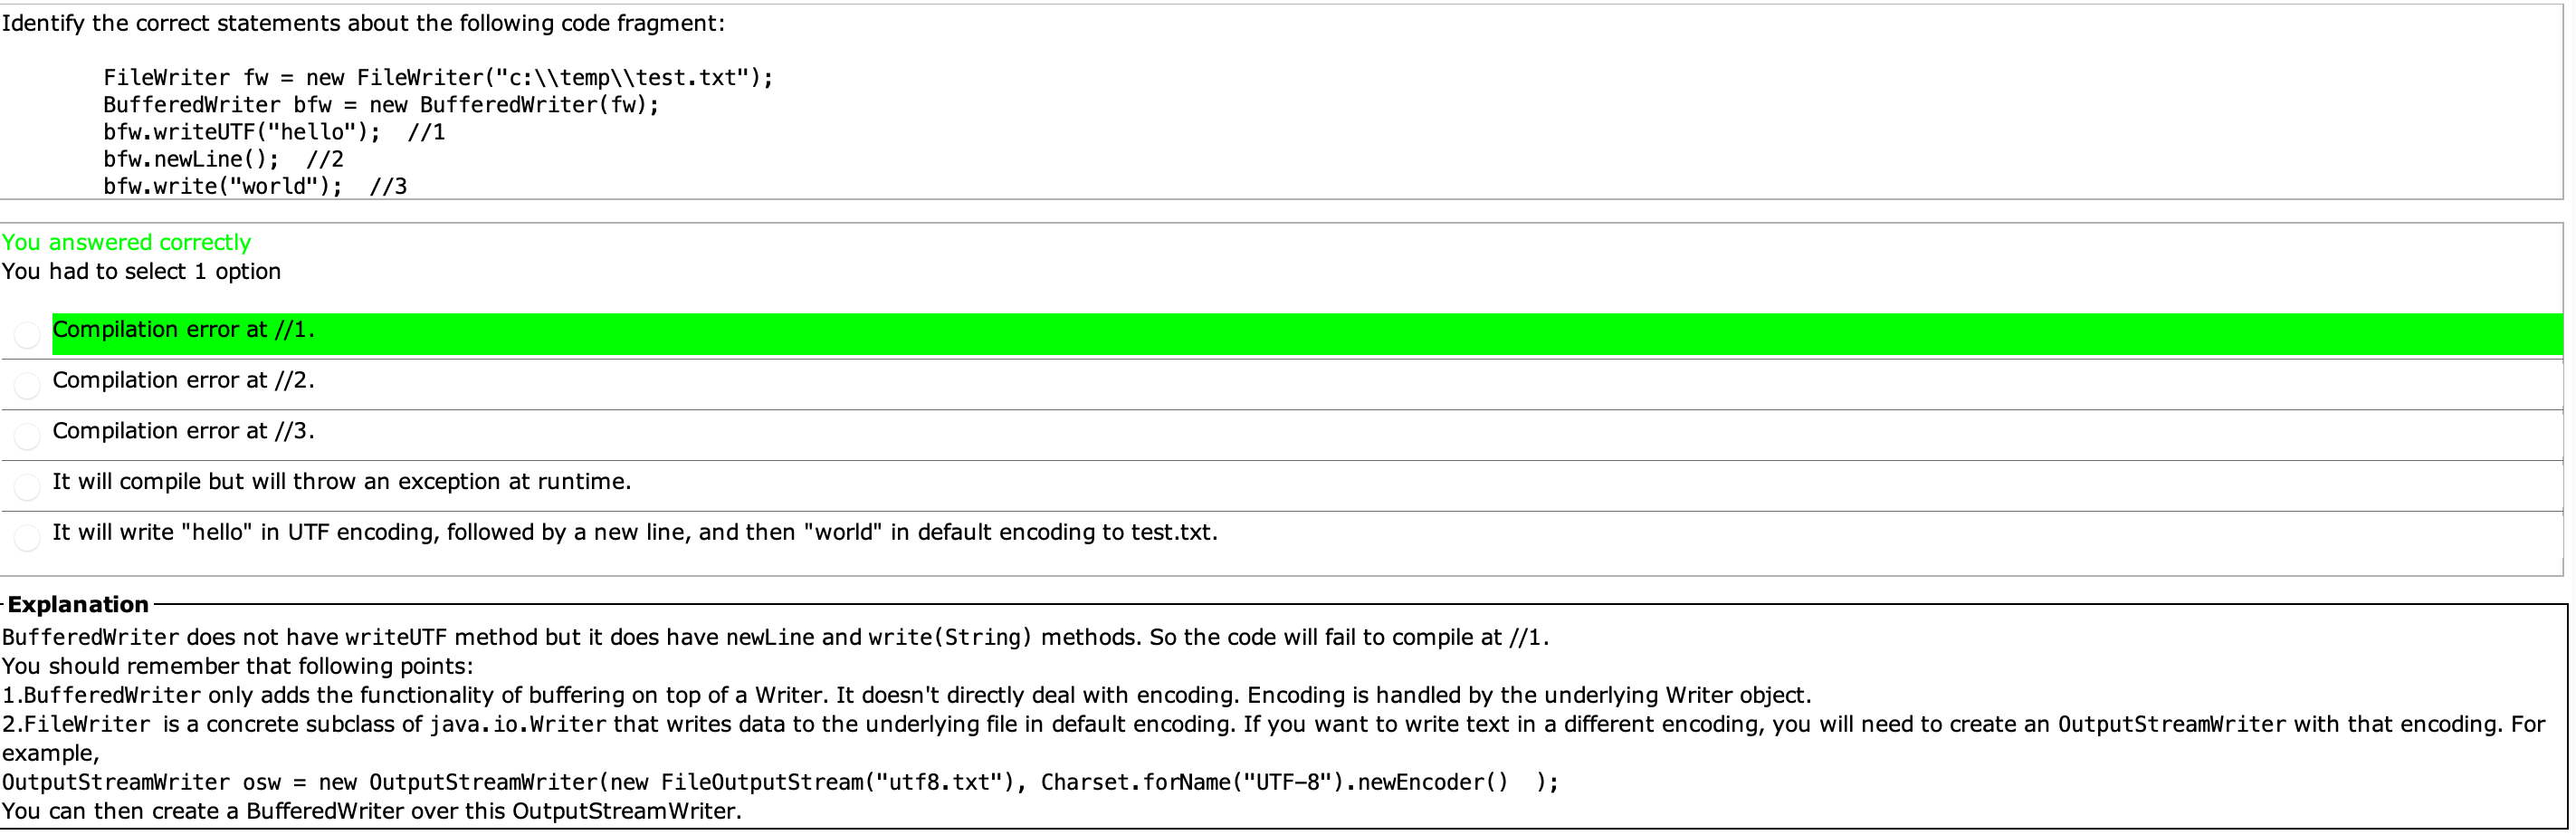 Identify the correct statements about the following code fragment:
FileWriter fw = new FileWriter("c:\\temp\\test.txt");
BufferedWriter bfw = new BufferedWriter(fw);
bfw.writeUTF("hello");  //1
bfw.newLine();  //2
bfw.write("world");  //3
You answered correctly
You had to select 1 option
Compilation error at //1.
Compilation error at //2.
Compilation error at //3.
It will compile but will throw an exception at runtime.
It will write "hello" in UTF encoding, followed by a new line, and then "world" in default encoding to test.txt.
Explanation
BufferedWriter does not have writeUTF method but it does have newLine and write(String) methods. So the code will fail to compile at //1.
You should remember that following points:
1.BufferedWriter only adds the functionality of buffering on top of a Writer. It doesn't directly deal with encoding. Encoding is handled by the underlying Writer object.
2.FileWriter is a concrete subclass of java.io.Writer that writes data to the underlying file in default encoding. If you want to write text in a different encoding, you will need to create an OutputStreamWriter with that encoding. For
example,
OutputStreamWriter osw = new OutputStreamWriter(new FileOutputStream("utf8.txt"), Charset.forName("UTF-8").newEncoder()  );
You can then create a BufferedWriter over this OutputStreamWriter.